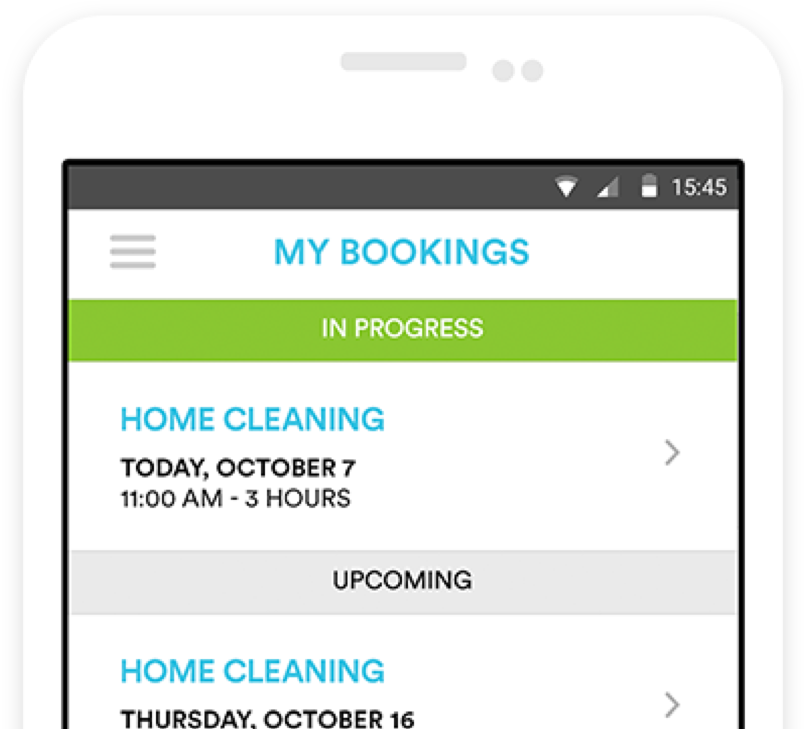 15:45
MY BOOKINGS
IN PROGRESS
HOME CLEANING
TODAY, OCTOBER 7
11:00 AM - 3 HOURS
UPCOMING
HOME CLEANING
THURSDAY, OCTOBER 16